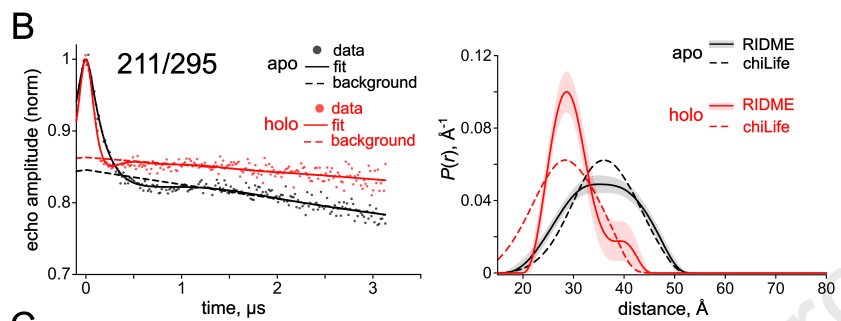 B
211/295
apo
data
fit
background
holo
data
fit
background
echo amplitude (norm)
1
0.9
0.8
0.7
0
1
2
3
time, µs
apo
RIDME
chiLife
holo
RIDME
chiLife
P(r), Å-1
0.12
0.08
0.04
0
20
30
40
50
60
70
80
distance, Å